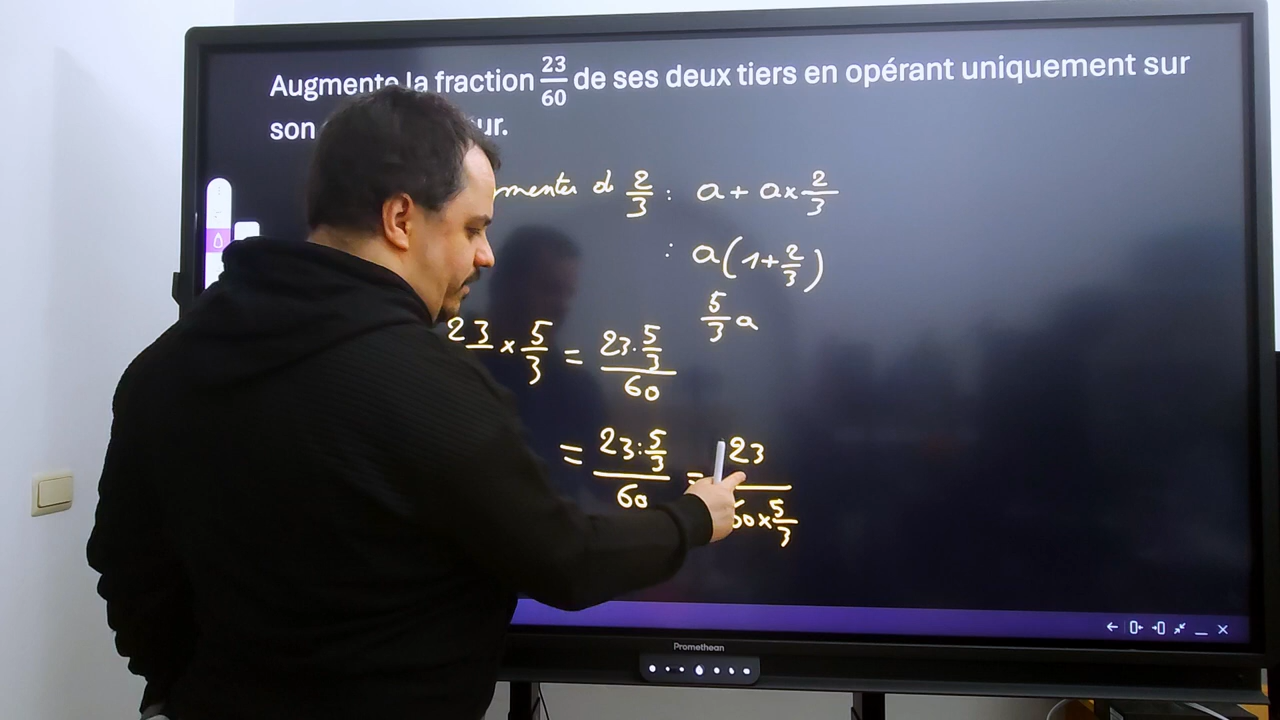 Augmente la fraction 23/60 de ses deux tiers en opérant uniquement sur
son ur.
menter d 2/3 : a + a x 2/3
: a(1+2/3)
5/3 a
23 x 5/3 = 23.5/3 / 60
= 23:5/3 / 60 = 23 / 60 x 5/3
Promethean